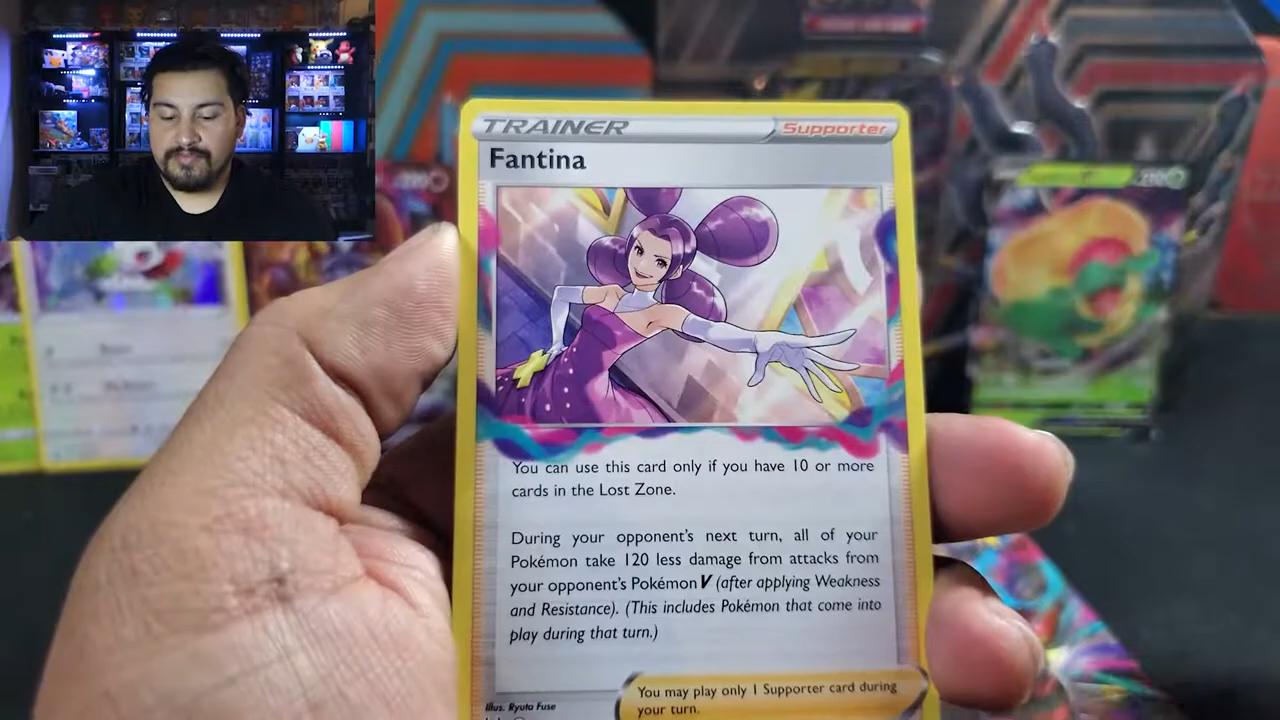 TRAINER
Supporter
Fantina
You can use this card only if you have 10 or more
cards in the Lost Zone.
During your opponent's next turn, all of your
Pokémon take 120 less damage from attacks from
your opponent's Pokémon V (after applying Weakness
and Resistance). (This includes Pokémon that come into
play during that turn.)
You may play only 1 Supporter card during
your turn.
Illus. Ryuta Fuse